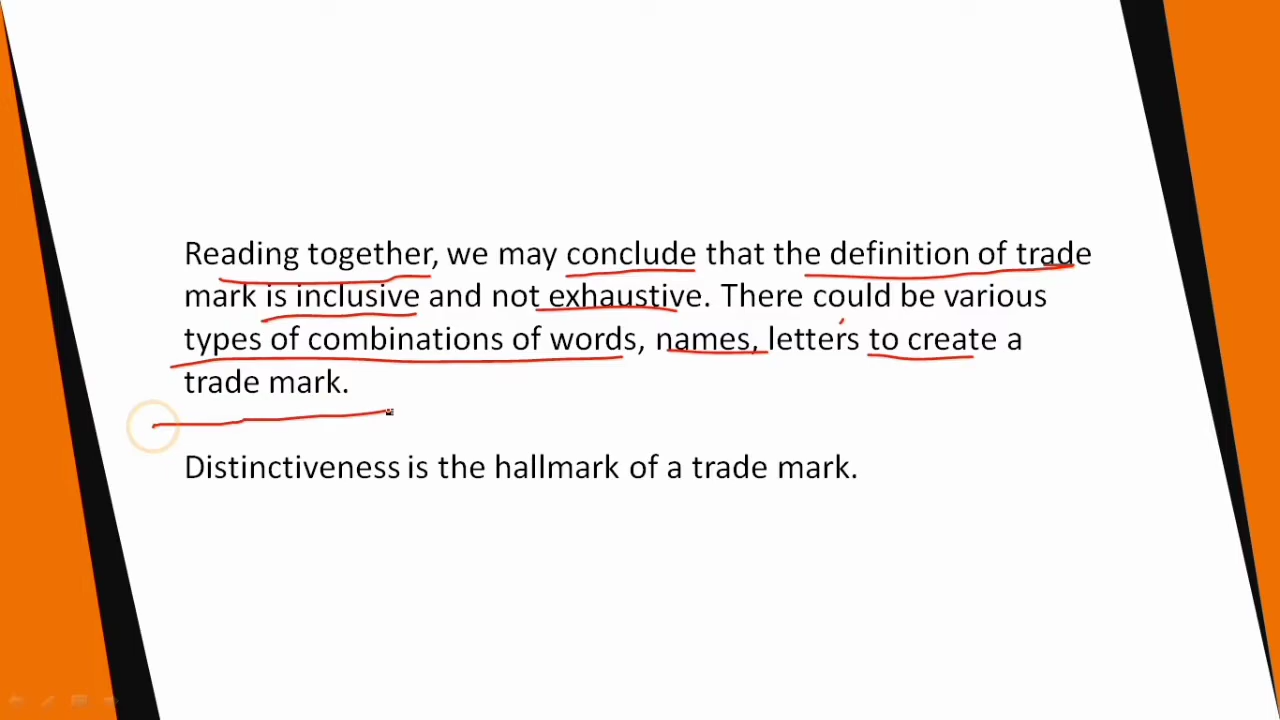 Reading together, we may conclude that the definition of trade
mark is inclusive and not exhaustive. There could be various
types of combinations of words, names, letters to create a
trade mark.
Distinctiveness is the hallmark of a trade mark.